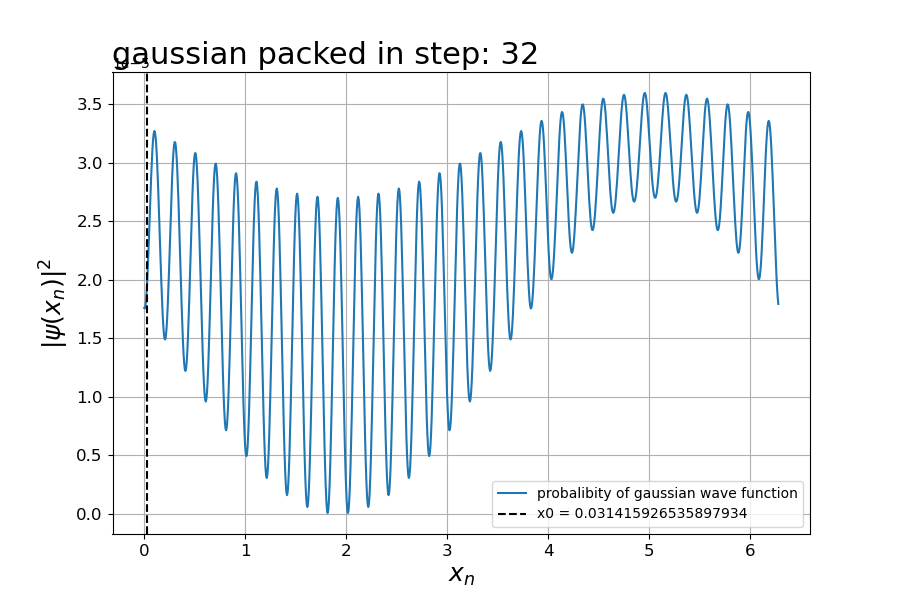 gaussian packed in step: 32
1e−5
3.5
3.0
2.5
2.0
1.5
1.0
0.5
0.0
|ψ(xₙ)|²
probalibity of gaussian wave function
x0 = 0.031415926535897934
0 1 2 3 4 5 6
xₙ